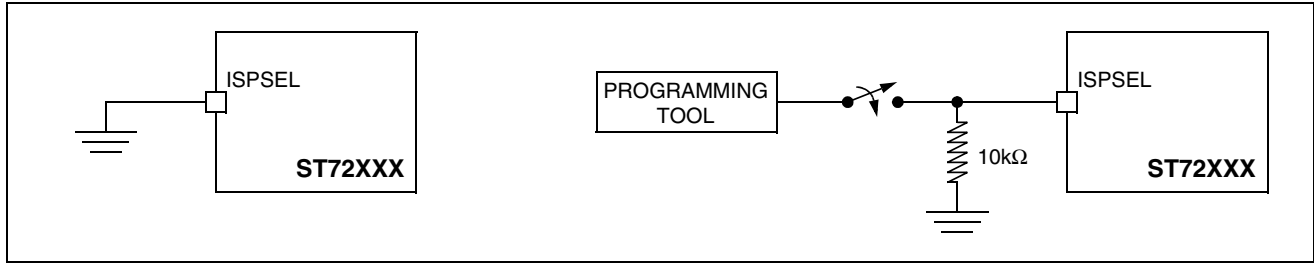 ISPSEL
ST72XXX
PROGRAMMING
TOOL
10kΩ
ISPSEL
ST72XXX